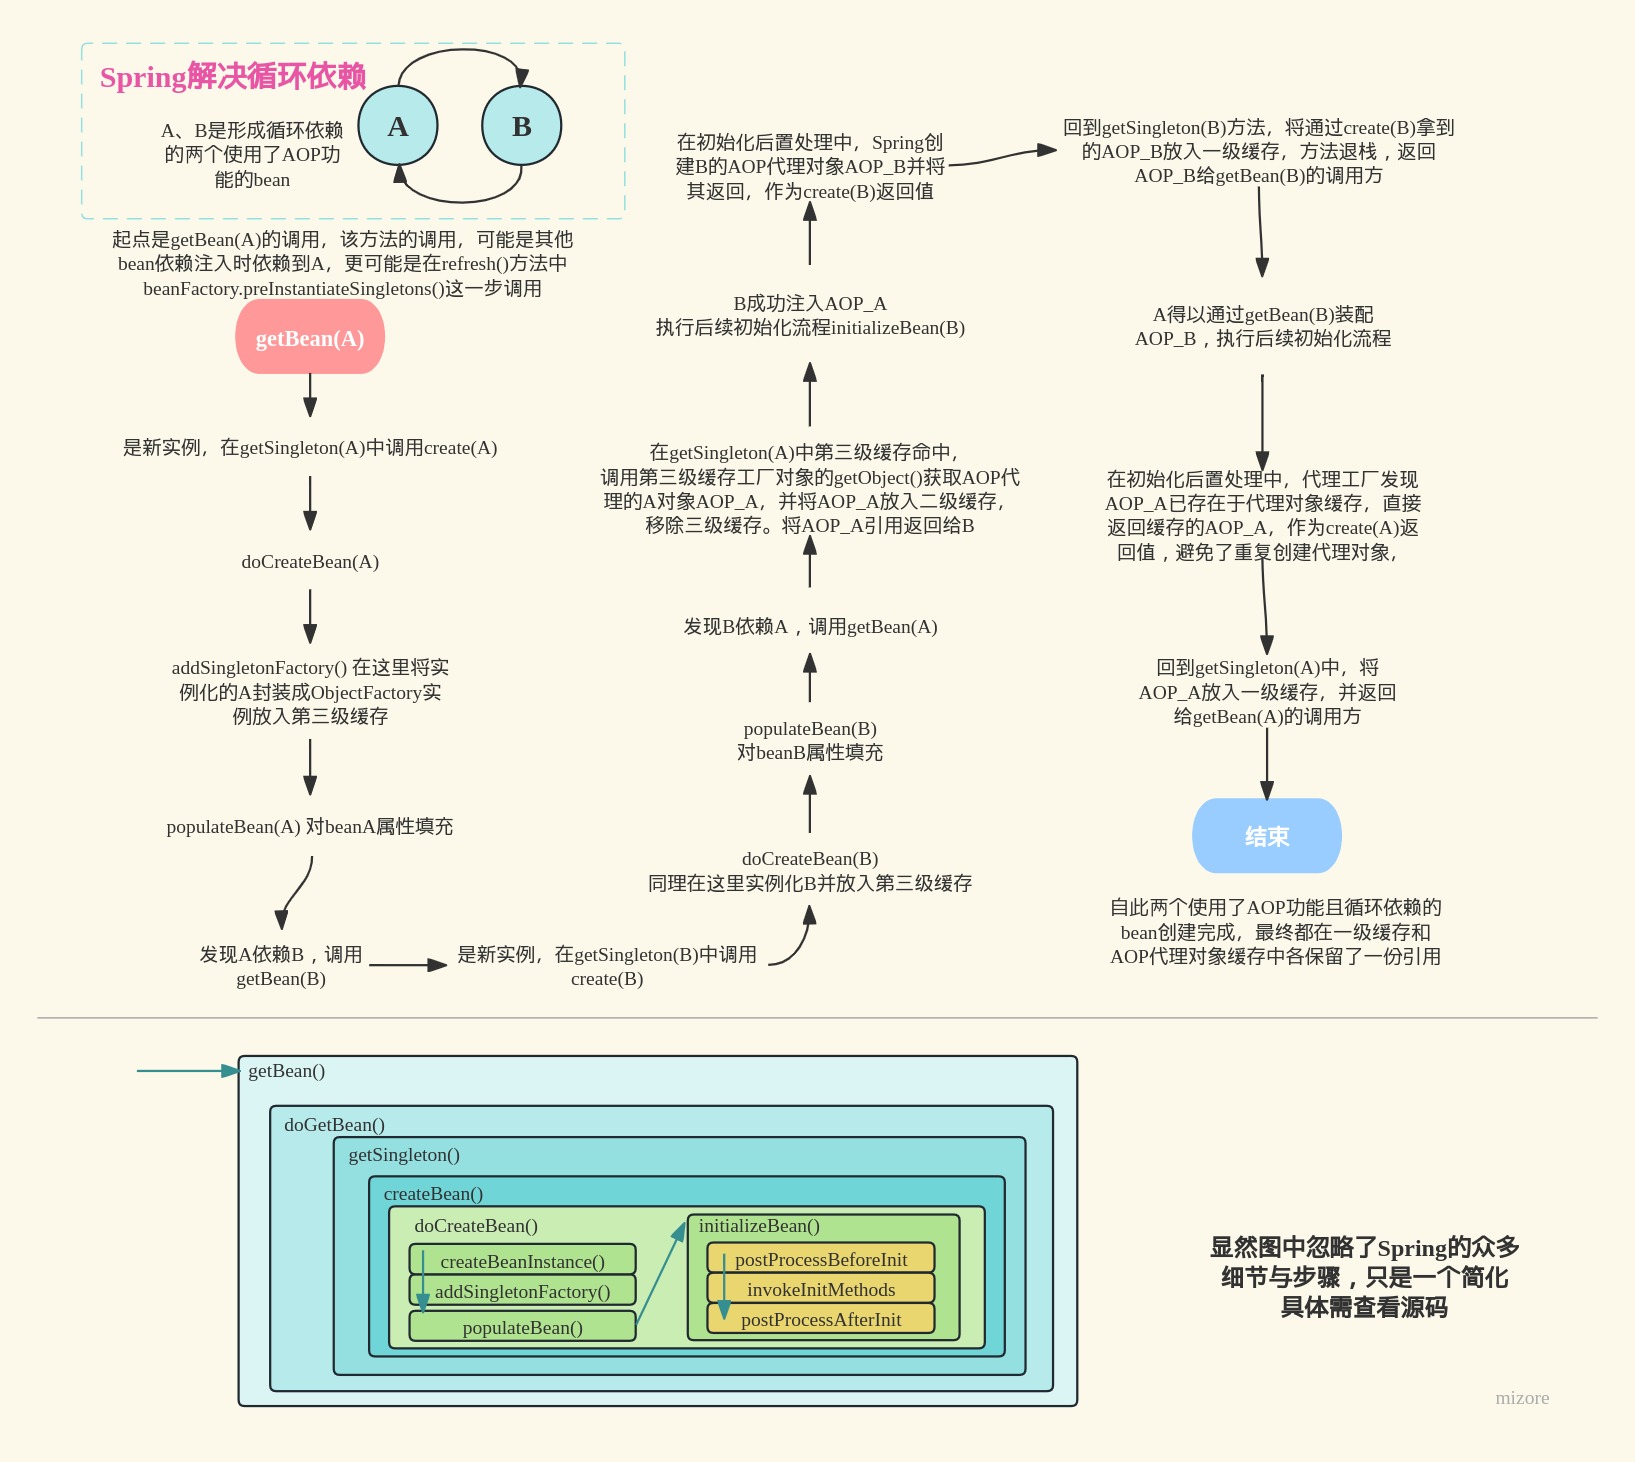 Spring解决循环依赖
A
B
A、B是形成循环依赖
的两个使用了AOP功
能的bean
起点是getBean(A)的调用，该方法的调用，可能是其他
bean依赖注入时依赖到A，更可能是在refresh()方法中
beanFactory.preInstantiateSingletons()这一步调用
getBean(A)
是新实例，在getSingleton(A)中调用create(A)
doCreateBean(A)
addSingletonFactory() 在这里将实
例化的A封装成ObjectFactory实
例放入第三级缓存
populateBean(A) 对beanA属性填充
发现A依赖B，调用
getBean(B)
是新实例，在getSingleton(B)中调用
create(B)
doCreateBean(B)
同理在这里实例化B并放入第三级缓存
populateBean(B)
对beanB属性填充
发现B依赖A，调用getBean(A)
在getSingleton(A)中第三级缓存命中，
调用第三级缓存工厂对象的getObject()获取AOP代
理的A对象AOP_A，并将AOP_A放入二级缓存，
移除三级缓存。将AOP_A引用返回给B
B成功注入AOP_A
执行后续初始化流程initializeBean(B)
在初始化后置处理中，Spring创
建B的AOP代理对象AOP_B并将
其返回，作为create(B)返回值
回到getSingleton(B)方法，将通过create(B)拿到
的AOP_B放入一级缓存，方法退栈，返回
AOP_B给getBean(B)的调用方
A得以通过getBean(B)装配
AOP_B，执行后续初始化流程
在初始化后置处理中，代理工厂发现
AOP_A已存在于代理对象缓存，直接
返回缓存的AOP_A，作为create(A)返
回值，避免了重复创建代理对象，
回到getSingleton(A)中，将
AOP_A放入一级缓存，并返回
给getBean(A)的调用方
结束
自此两个使用了AOP功能且循环依赖的
bean创建完成，最终都在一级缓存和
AOP代理对象缓存中各保留了一份引用
getBean()
doGetBean()
getSingleton()
createBean()
doCreateBean()
createBeanInstance()
addSingletonFactory()
populateBean()
initializeBean()
postProcessBeforeInit
invokeInitMethods
postProcessAfterInit
显然图中忽略了Spring的众多
细节与步骤，只是一个简化
具体需查看源码
mizore